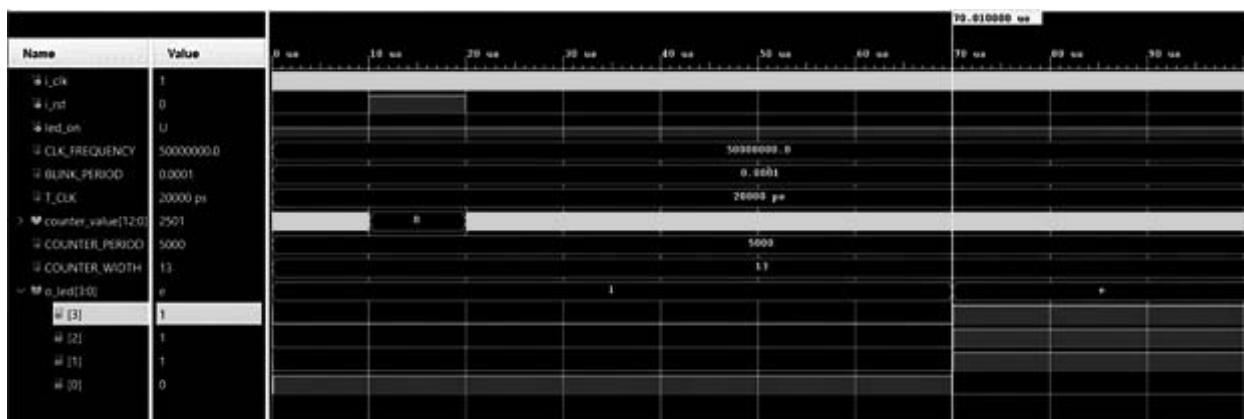 70.010000 us
Name Value 0 us 10 us 20 us 30 us 40 us 50 us 60 us 70 us 80 us 90 us
i_clk 1
i_rst 0
led_on U
CLK_FREQUENCY 50000000.0 50000000.0
BLINK_PERIOD 0.0001 0.0001
T_CLK 20000 ps 20000 ps
counter_value[12:0] 2501 0
COUNTER_PERIOD 5000 5000
COUNTER_WIDTH 13 13
o_led[3:0] e 1 e
[3] 1
[2] 1
[1] 1
[0] 0